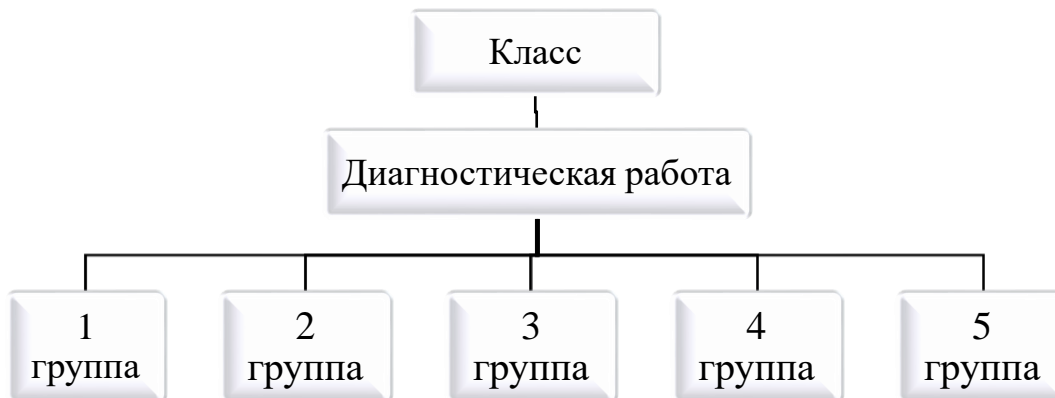 Класс
Диагностическая работа
1
группа
2
группа
3
группа
4
группа
5
группа